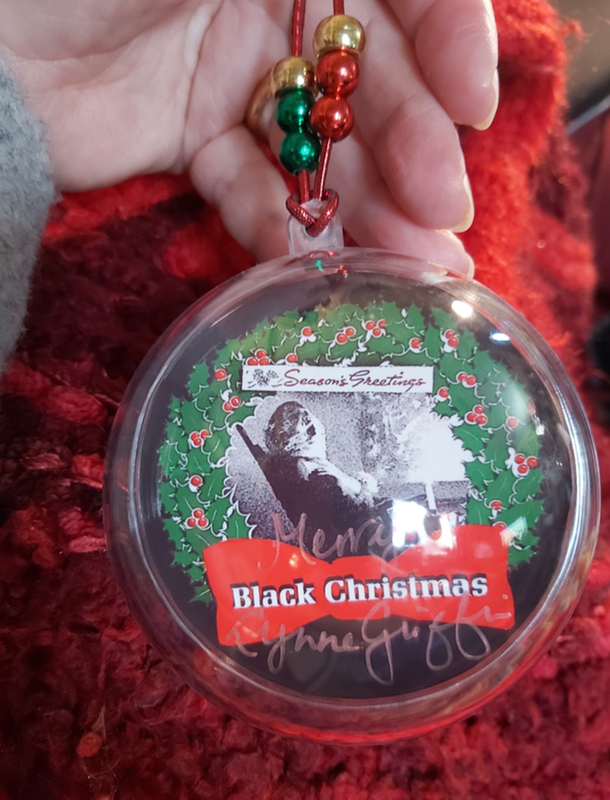 Season's Greetings
Merry
Black Christmas
Lynne Griffin